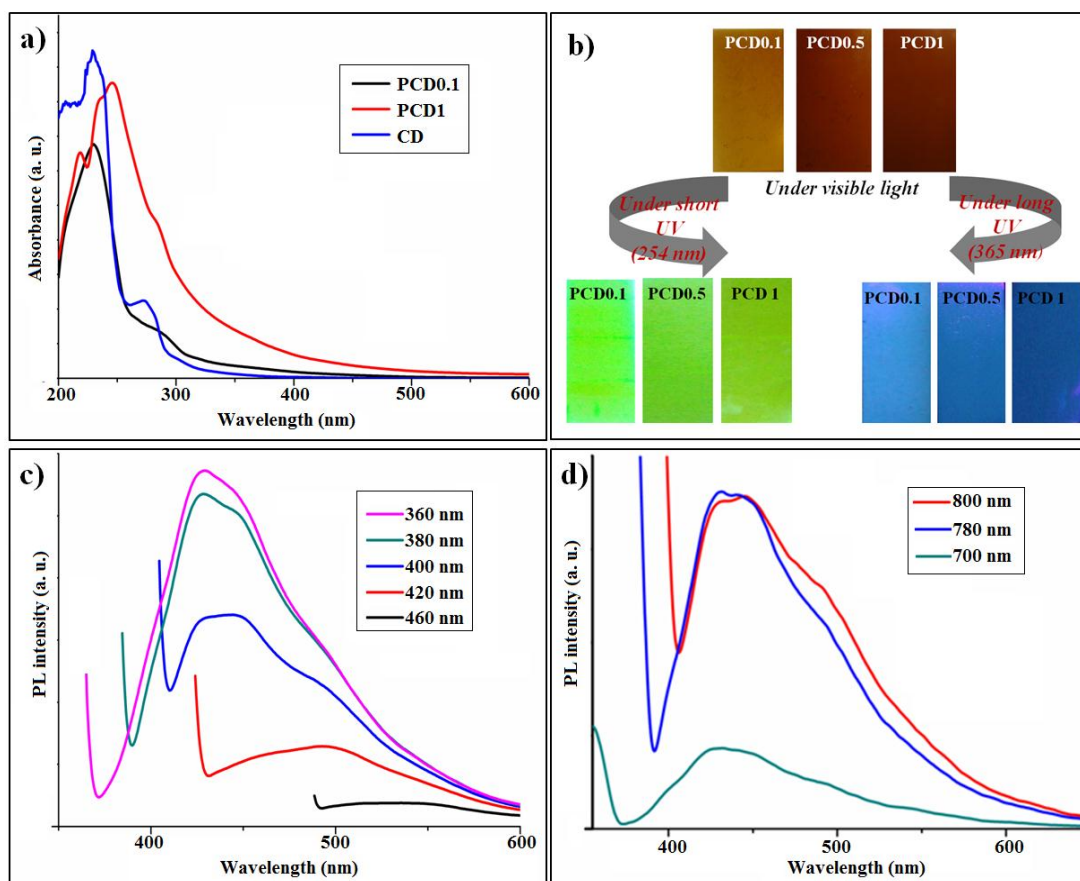 a)
PCD0.1
PCD1
CD
Absorbance (a. u.)
200
300
400
500
600
Wavelength (nm)
b)
PCD0.1
PCD0.5
PCD1
Under visible light
Under short
UV
(254 nm)
Under long
UV
(365 nm)
PCD0.1
PCD0.5
PCD 1
PCD0.1
PCD0.5
PCD 1
c)
360 nm
380 nm
400 nm
420 nm
460 nm
PL intensity (a. u.)
400
500
600
Wavelength (nm)
d)
800 nm
780 nm
700 nm
PL intensity (a. u.)
400
500
600
Wavelength (nm)